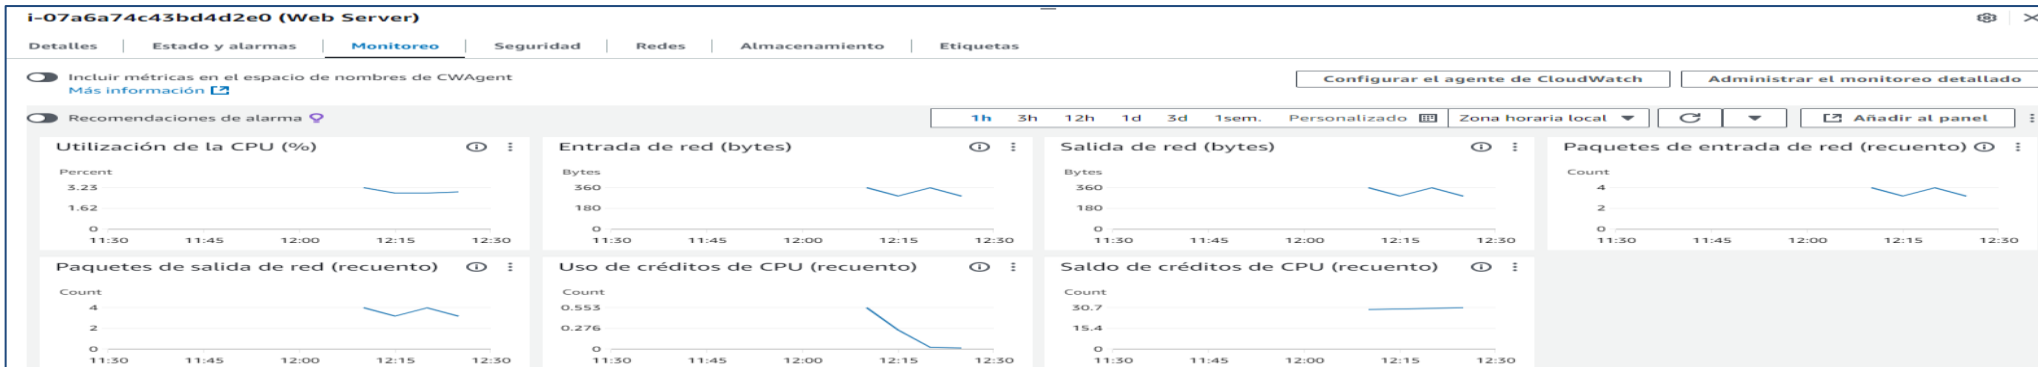 i-07a6a74c43bd4d2e0 (Web Server)
Detalles | Estado y alarmas | Monitoreo | Seguridad | Redes | Almacenamiento | Etiquetas
Incluir métricas en el espacio de nombres de CWAgent
Más información
Configurar el agente de CloudWatch
Administrar el monitoreo detallado
Recomendaciones de alarma
1h 3h 12h 1d 3d 1sem. Personalizado Zona horaria local
Añadir al panel
Utilización de la CPU (%)
Percent
3.23
1.62
0
11:30 11:45 12:00 12:15 12:30
Entrada de red (bytes)
Bytes
360
180
0
11:30 11:45 12:00 12:15 12:30
Salida de red (bytes)
Bytes
360
180
0
11:30 11:45 12:00 12:15 12:30
Paquetes de entrada de red (recuento)
Count
4
2
0
11:30 11:45 12:00 12:15 12:30
Paquetes de salida de red (recuento)
Count
4
2
0
11:30 11:45 12:00 12:15 12:30
Uso de créditos de CPU (recuento)
Count
0.553
0.276
0
11:30 11:45 12:00 12:15 12:30
Saldo de créditos de CPU (recuento)
Count
30.7
15.4
0
11:30 11:45 12:00 12:15 12:30